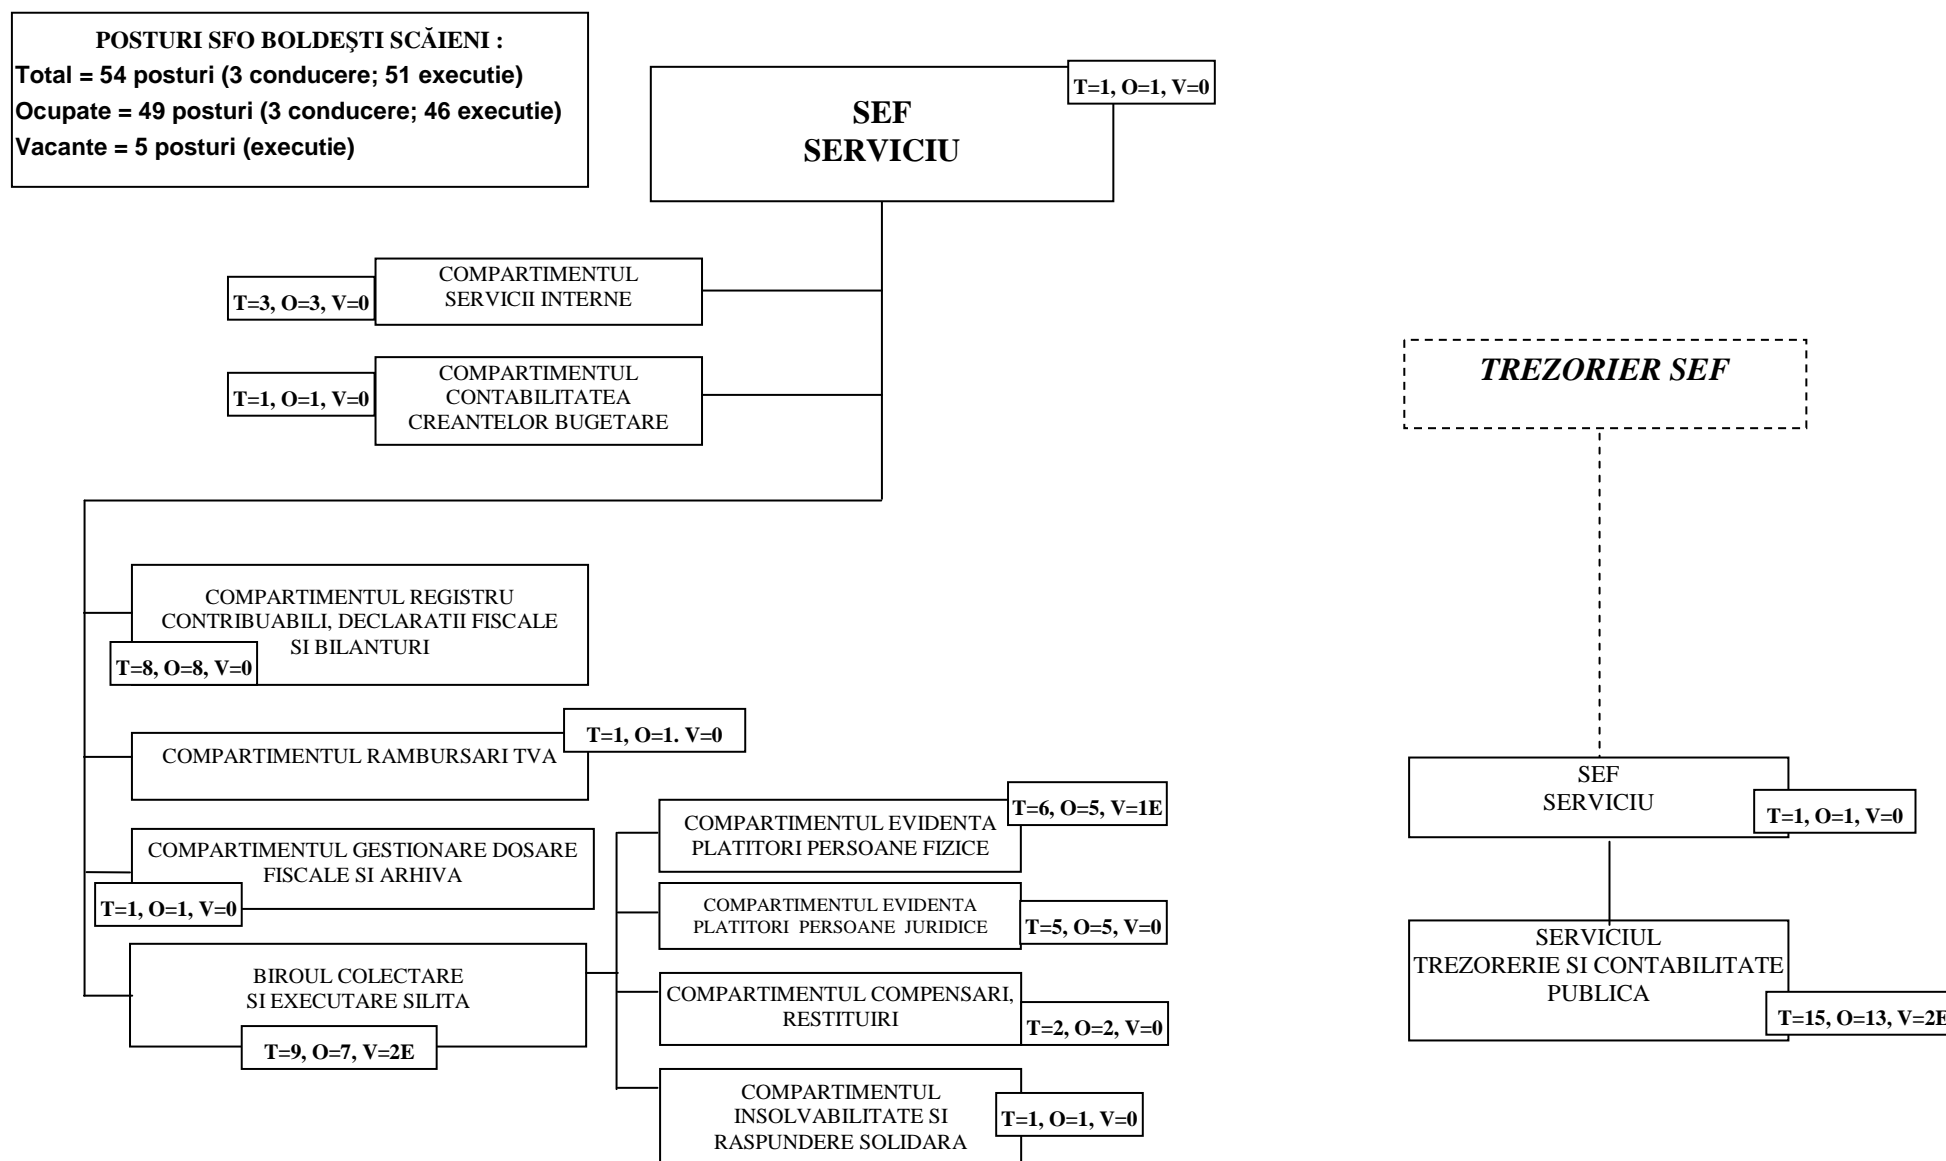 POSTURI SFO BOLDEŞTI SCĂIENI :
Total = 54 posturi (3 conducere; 51 executie)
Ocupate = 49 posturi (3 conducere; 46 executie)
Vacante = 5 posturi (executie)
T=1, O=1, V=0
SEF
SERVICIU
COMPARTIMENTUL
SERVICII INTERNE
T=3, O=3, V=0
COMPARTIMENTUL
CONTABILITATEA
CREANTELOR BUGETARE
T=1, O=1, V=0
TREZORIER SEF
COMPARTIMENTUL REGISTRU
CONTRIBUABILI, DECLARATII FISCALE
SI BILANTURI
T=8, O=8, V=0
T=1, O=1. V=0
COMPARTIMENTUL RAMBURSARI TVA
COMPARTIMENTUL GESTIONARE DOSARE
FISCALE SI ARHIVA
T=1, O=1, V=0
BIROUL COLECTARE
SI EXECUTARE SILITA
T=9, O=7, V=2E
T=6, O=5, V=1E
COMPARTIMENTUL EVIDENTA
PLATITORI PERSOANE FIZICE
COMPARTIMENTUL EVIDENTA
PLATITORI PERSOANE JURIDICE
T=5, O=5, V=0
COMPARTIMENTUL COMPENSARI,
RESTITUIRI
T=2, O=2, V=0
COMPARTIMENTUL
INSOLVABILITATE SI
RASPUNDERE SOLIDARA
T=1, O=1, V=0
SEF
SERVICIU
T=1, O=1, V=0
SERVICIUL
TREZORERIE SI CONTABILITATE
PUBLICA
T=15, O=13, V=2E